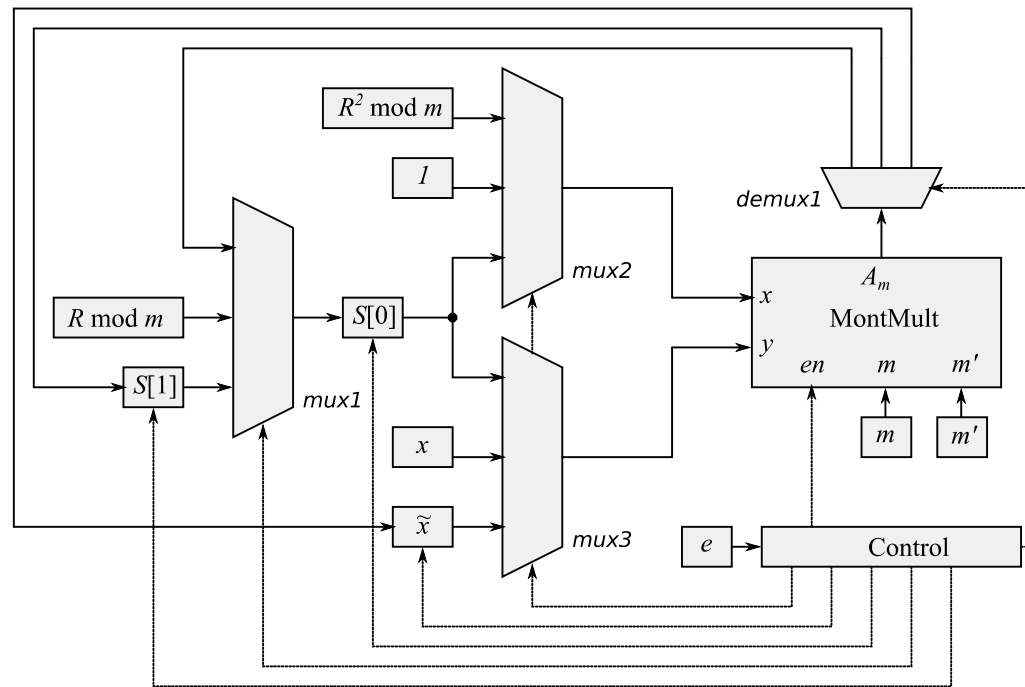 R² mod m
1
demux1
mux2
A_m
x
MontMult
R mod m
S[0]
y
S[1]
mux1
en
m
m′
x
m
m′
x̃
mux3
e
Control